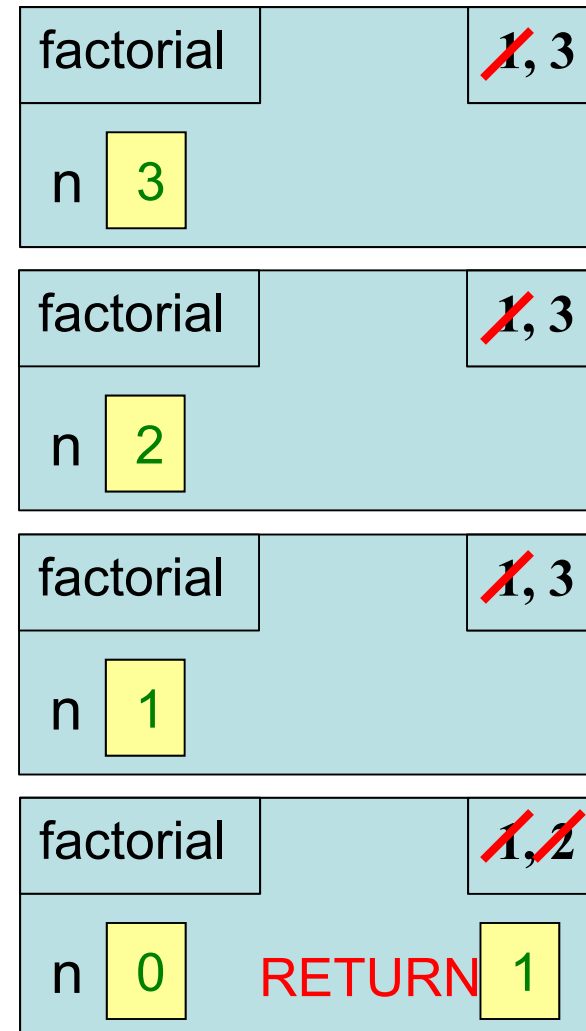 factorial 1, 3
n 3
factorial 1, 3
n 2
factorial 1, 3
n 1
factorial 1, 2
n 0 RETURN 1